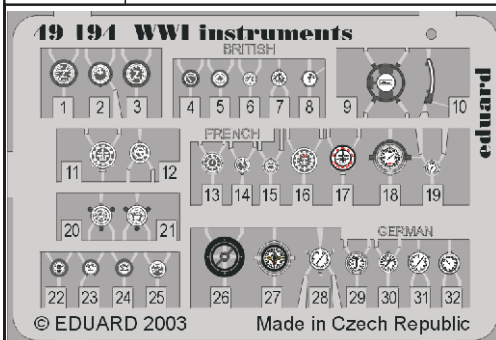 49 194 WWI instruments
BRITISH
1 2 3 4 5 6 7 8 9 10
eduard
FRENCH
11 12 13 14 15 16 17 18 19
20 21
GERMAN
22 23 24 25 26 27 28 29 30 31 32
© EDUARD 2003 Made in Czech Republic